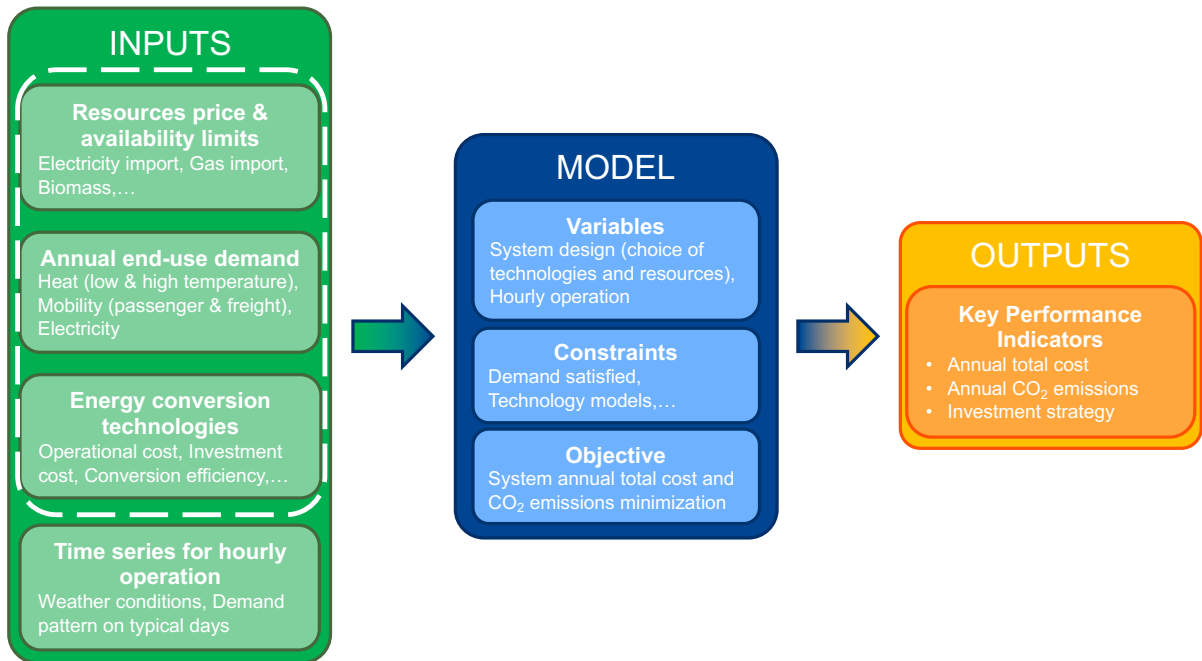 INPUTS
Resources price &
availability limits
Electricity import, Gas import,
Biomass,…
Annual end-use demand
Heat (low & high temperature),
Mobility (passenger & freight),
Electricity
Energy conversion
technologies
Operational cost, Investment
cost, Conversion efficiency,…
Time series for hourly
operation
Weather conditions, Demand
pattern on typical days
MODEL
Variables
System design (choice of
technologies and resources),
Hourly operation
Constraints
Demand satisfied,
Technology models,…
Objective
System annual total cost and
CO₂ emissions minimization
OUTPUTS
Key Performance
Indicators
• Annual total cost
• Annual CO₂ emissions
• Investment strategy